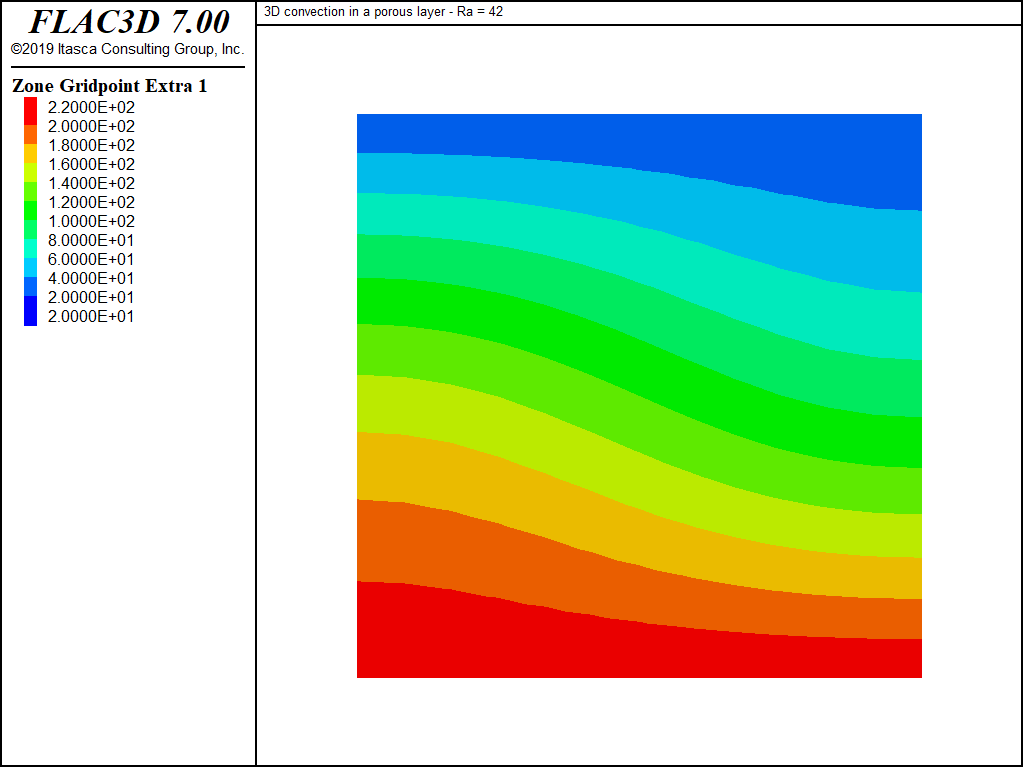 FLAC3D 7.00
©2019 Itasca Consulting Group, Inc.
Zone Gridpoint Extra 1
2.2000E+02
2.0000E+02
1.8000E+02
1.6000E+02
1.4000E+02
1.2000E+02
1.0000E+02
8.0000E+01
6.0000E+01
4.0000E+01
2.0000E+01
2.0000E+01
3D convection in a porous layer - Ra = 42